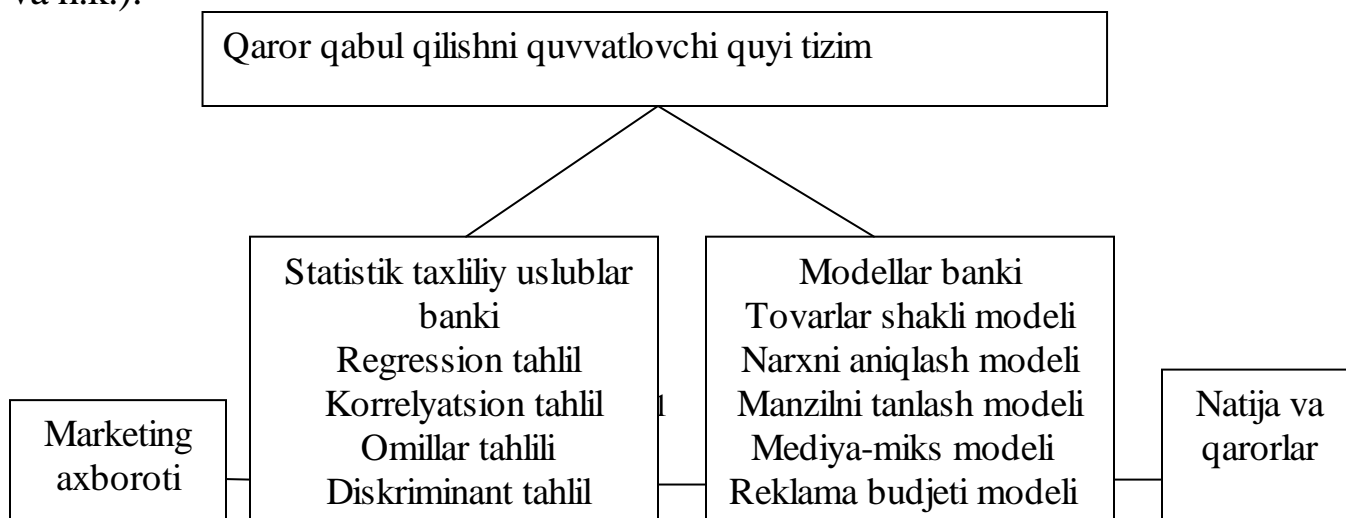 va h.k.).
Qaror qabul qilishni quvvatlovchi quyi tizim
Statistik taxliliy uslublar
banki
Regression tahlil
Korrelyatsion tahlil
Omillar tahlili
Diskriminant tahlil
Modellar banki
Tovarlar shakli modeli
Narxni aniqlash modeli
Manzilni tanlash modeli
Mediya-miks modeli
Reklama budjeti modeli
Marketing
axboroti
Natija va
qarorlar